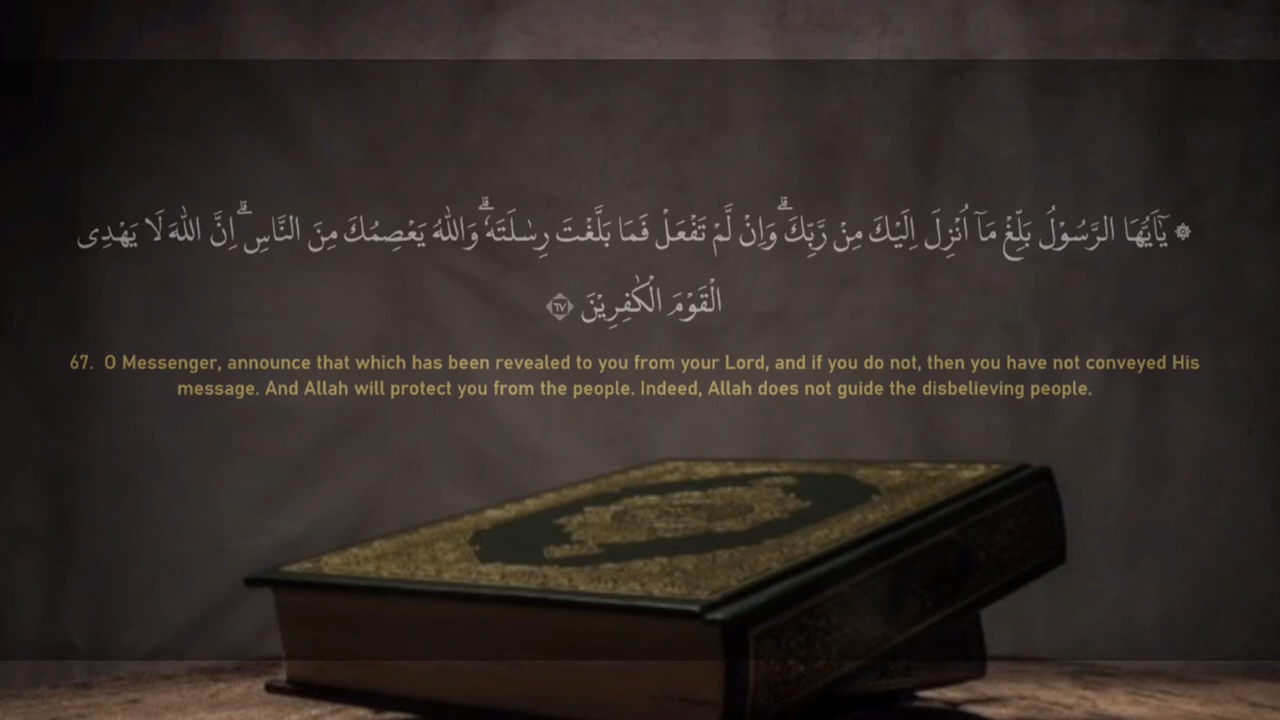 ۞ يٰٓاَيُّهَا الرَّسُوْلُ بَلِّغْ مَآ اُنْزِلَ اِلَيْكَ مِنْ رَّبِّكَ ۗوَاِنْ لَّمْ تَفْعَلْ فَمَا بَلَّغْتَ رِسٰلَتَهٗ ۗوَاللّٰهُ يَعْصِمُكَ مِنَ النَّاسِ ۗاِنَّ اللّٰهَ لَا يَهْدِى
الْقَوْمَ الْكٰفِرِيْنَ ٦٧
67. O Messenger, announce that which has been revealed to you from your Lord, and if you do not, then you have not conveyed His
message. And Allah will protect you from the people. Indeed, Allah does not guide the disbelieving people.